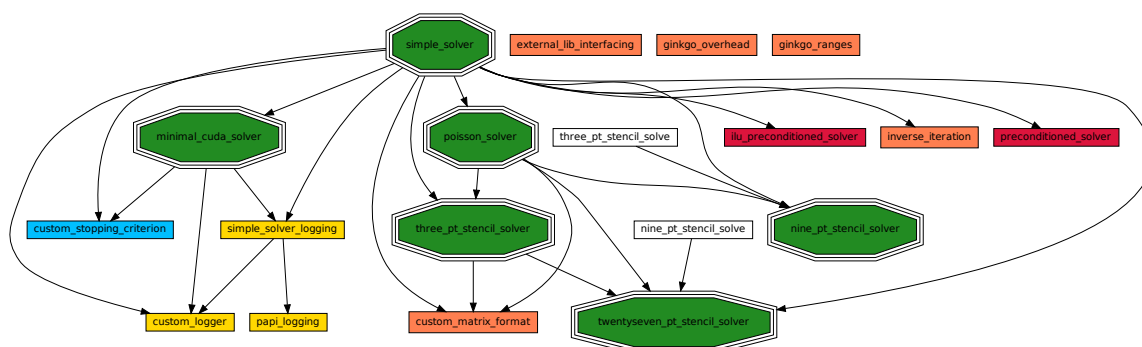 simple_solver
external_lib_interfacing
ginkgo_overhead
ginkgo_ranges
minimal_cuda_solver
poisson_solver
three_pt_stencil_solve
ilu_preconditioned_solver
inverse_iteration
preconditioned_solver
custom_stopping_criterion
simple_solver_logging
three_pt_stencil_solver
nine_pt_stencil_solve
nine_pt_stencil_solver
custom_logger
papi_logging
custom_matrix_format
twentyseven_pt_stencil_solver